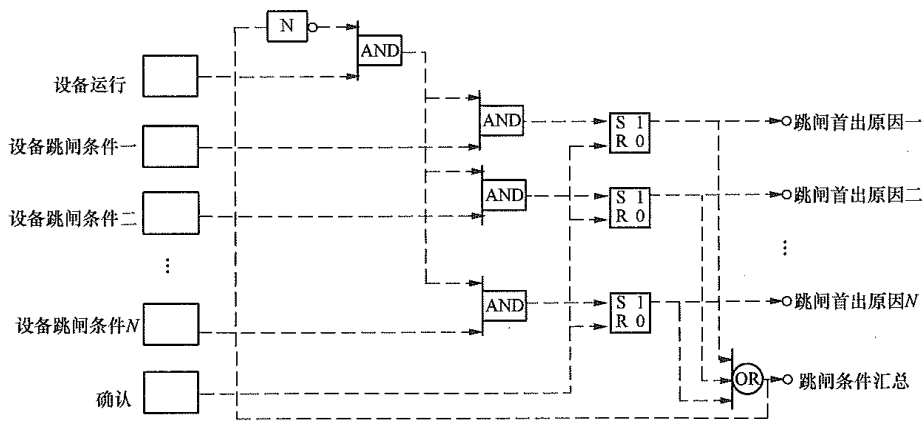 N
AND
设备运行
AND
S 1
R 0
跳闸首出原因一
设备跳闸条件一
AND
S 1
R 0
跳闸首出原因二
设备跳闸条件二
⋮
⋮
AND
S 1
R 0
跳闸首出原因N
设备跳闸条件N
OR
跳闸条件汇总
确认